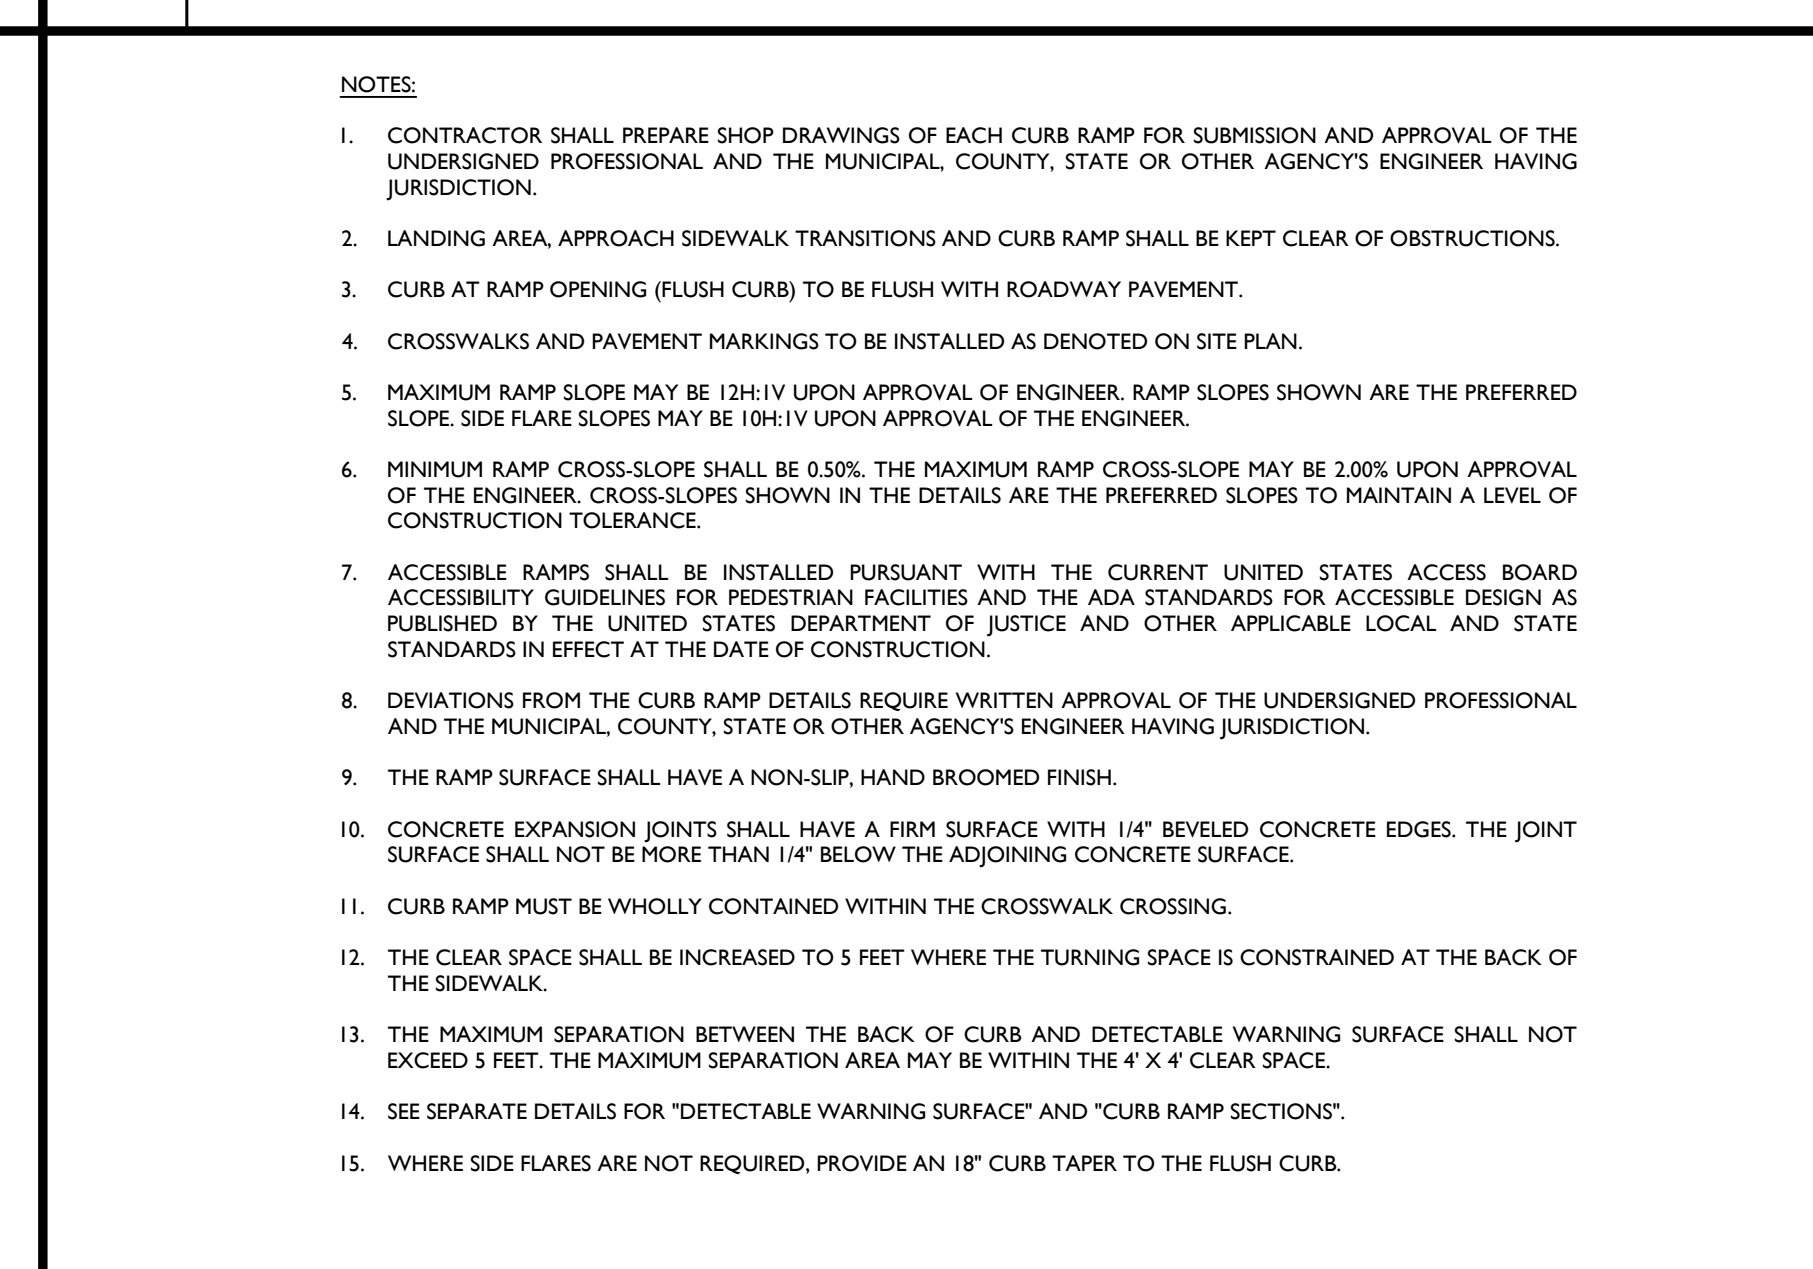 NOTES:
1. CONTRACTOR SHALL PREPARE SHOP DRAWINGS OF EACH CURB RAMP FOR SUBMISSION AND APPROVAL OF THE
UNDERSIGNED PROFESSIONAL AND THE MUNICIPAL, COUNTY, STATE OR OTHER AGENCY'S ENGINEER HAVING
JURISDICTION.
2. LANDING AREA, APPROACH SIDEWALK TRANSITIONS AND CURB RAMP SHALL BE KEPT CLEAR OF OBSTRUCTIONS.
3. CURB AT RAMP OPENING (FLUSH CURB) TO BE FLUSH WITH ROADWAY PAVEMENT.
4. CROSSWALKS AND PAVEMENT MARKINGS TO BE INSTALLED AS DENOTED ON SITE PLAN.
5. MAXIMUM RAMP SLOPE MAY BE 12H:1V UPON APPROVAL OF ENGINEER. RAMP SLOPES SHOWN ARE THE PREFERRED
SLOPE. SIDE FLARE SLOPES MAY BE 10H:1V UPON APPROVAL OF THE ENGINEER.
6. MINIMUM RAMP CROSS-SLOPE SHALL BE 0.50%. THE MAXIMUM RAMP CROSS-SLOPE MAY BE 2.00% UPON APPROVAL
OF THE ENGINEER. CROSS-SLOPES SHOWN IN THE DETAILS ARE THE PREFERRED SLOPES TO MAINTAIN A LEVEL OF
CONSTRUCTION TOLERANCE.
7. ACCESSIBLE RAMPS SHALL BE INSTALLED PURSUANT WITH THE CURRENT UNITED STATES ACCESS BOARD
ACCESSIBILITY GUIDELINES FOR PEDESTRIAN FACILITIES AND THE ADA STANDARDS FOR ACCESSIBLE DESIGN AS
PUBLISHED BY THE UNITED STATES DEPARTMENT OF JUSTICE AND OTHER APPLICABLE LOCAL AND STATE
STANDARDS IN EFFECT AT THE DATE OF CONSTRUCTION.
8. DEVIATIONS FROM THE CURB RAMP DETAILS REQUIRE WRITTEN APPROVAL OF THE UNDERSIGNED PROFESSIONAL
AND THE MUNICIPAL, COUNTY, STATE OR OTHER AGENCY'S ENGINEER HAVING JURISDICTION.
9. THE RAMP SURFACE SHALL HAVE A NON-SLIP, HAND BROOMED FINISH.
10. CONCRETE EXPANSION JOINTS SHALL HAVE A FIRM SURFACE WITH 1/4" BEVELED CONCRETE EDGES. THE JOINT
SURFACE SHALL NOT BE MORE THAN 1/4" BELOW THE ADJOINING CONCRETE SURFACE.
11. CURB RAMP MUST BE WHOLLY CONTAINED WITHIN THE CROSSWALK CROSSING.
12. THE CLEAR SPACE SHALL BE INCREASED TO 5 FEET WHERE THE TURNING SPACE IS CONSTRAINED AT THE BACK OF
THE SIDEWALK.
13. THE MAXIMUM SEPARATION BETWEEN THE BACK OF CURB AND DETECTABLE WARNING SURFACE SHALL NOT
EXCEED 5 FEET. THE MAXIMUM SEPARATION AREA MAY BE WITHIN THE 4' X 4' CLEAR SPACE.
14. SEE SEPARATE DETAILS FOR "DETECTABLE WARNING SURFACE" AND "CURB RAMP SECTIONS".
15. WHERE SIDE FLARES ARE NOT REQUIRED, PROVIDE AN 18" CURB TAPER TO THE FLUSH CURB.